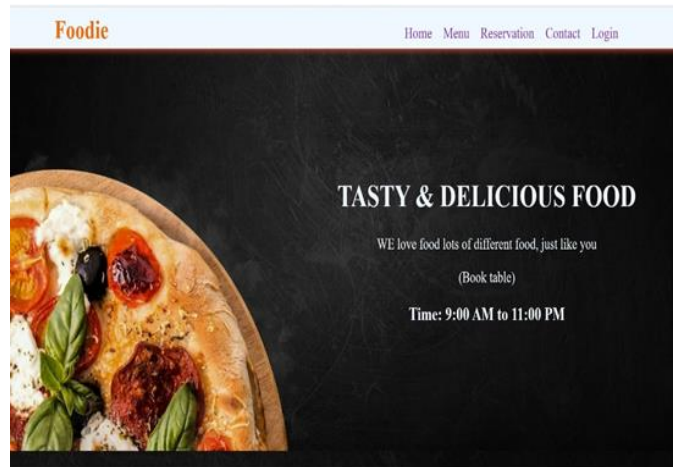 Foodie
Home Menu Reservation Contact Login
TASTY & DELICIOUS FOOD
WE love food lots of different food, just like you
(Book table)
Time: 9:00 AM to 11:00 PM